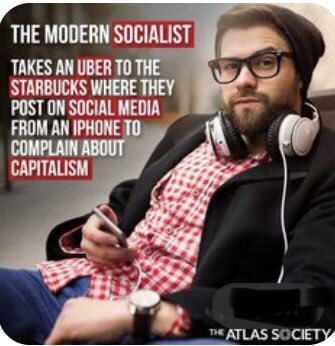 THE MODERN SOCIALIST
TAKES AN UBER TO THE
STARBUCKS WHERE THEY
POST ON SOCIAL MEDIA
FROM AN IPHONE TO
COMPLAIN ABOUT
CAPITALISM
THE ATLAS SOCIETY